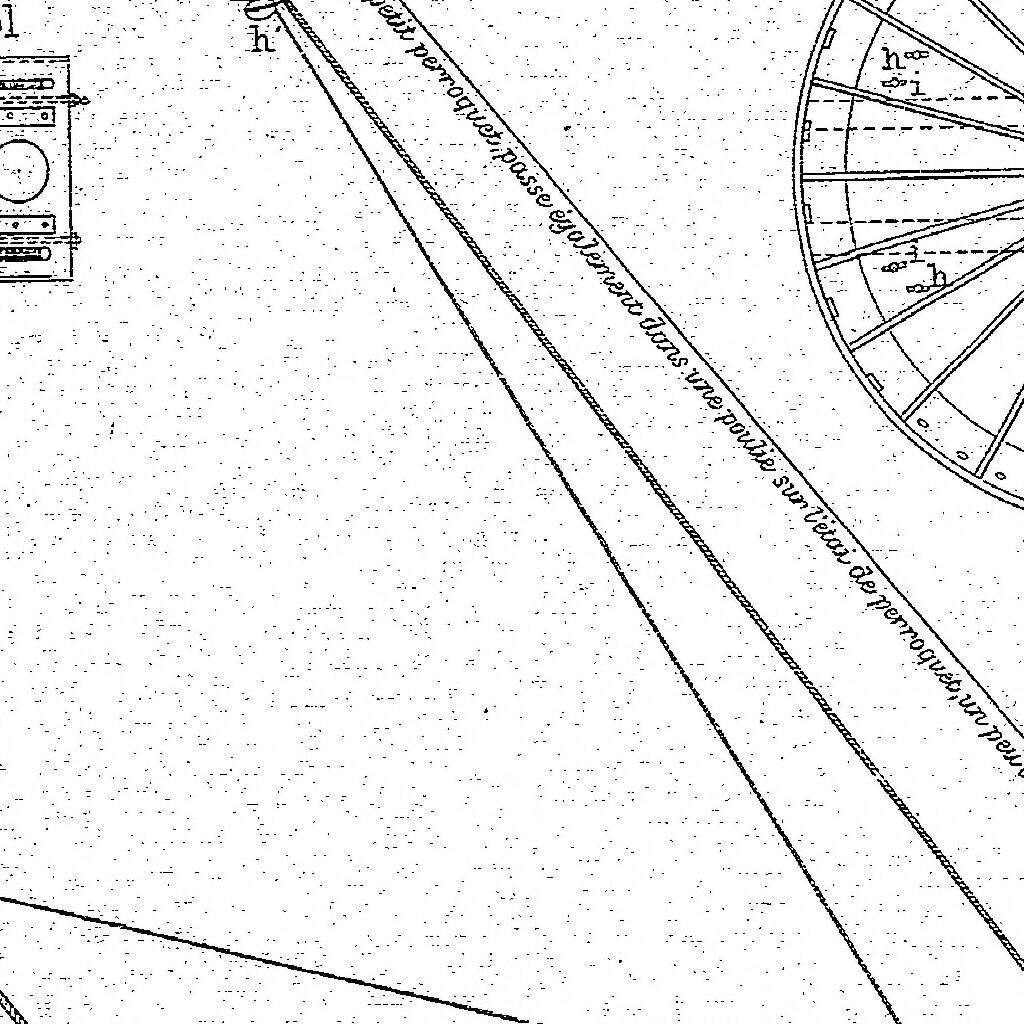 h'
petit perroquet, passe également dans une poulie sur l'étai de perroquet, un peu
h
i
i
h